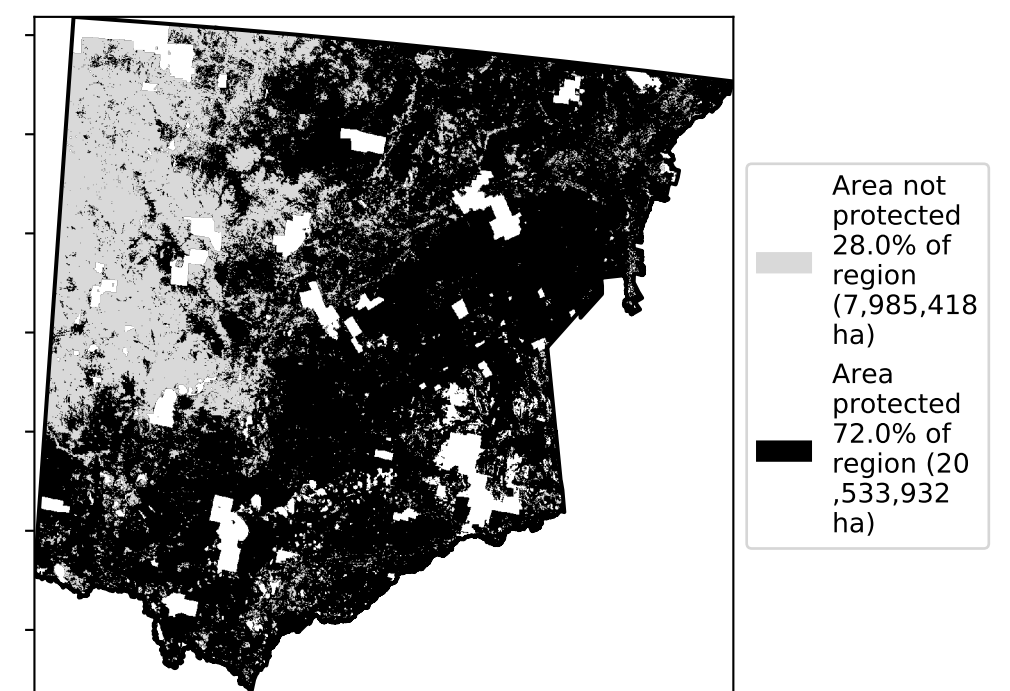 Area not
protected
28.0% of
region
(7,985,418
ha)
Area
protected
72.0% of
region (20
,533,932
ha)